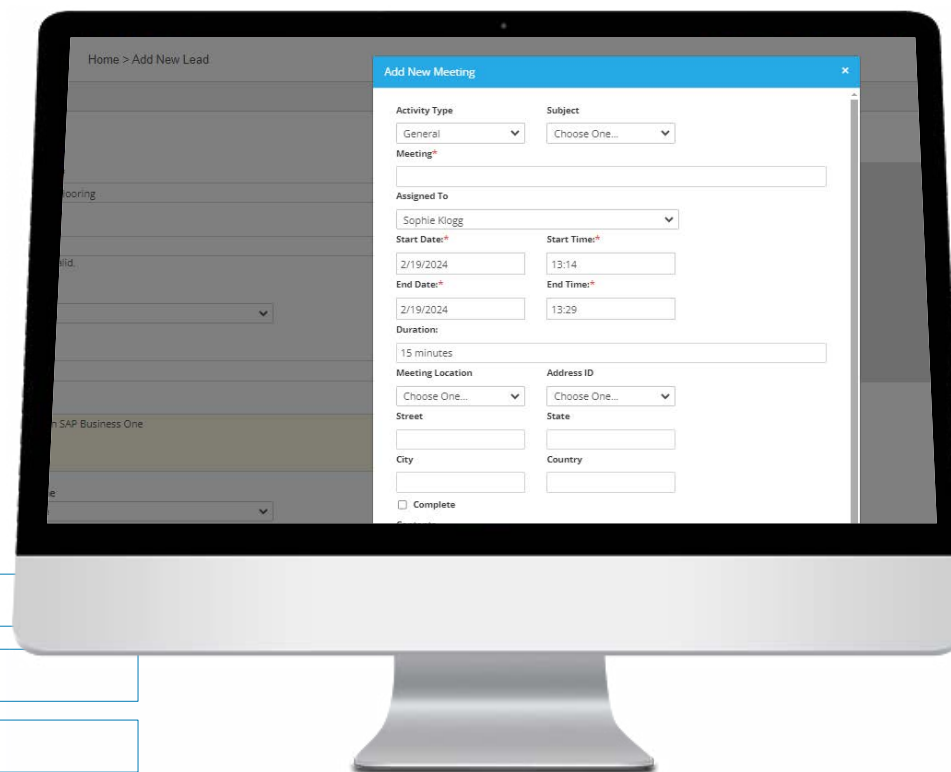 Home > Add New Lead
Add New Meeting ×
Activity Type Subject
General Choose One...
Meeting*
Assigned To
Sophie Klogg
Start Date:* Start Time:*
2/19/2024 13:14
End Date:* End Time:*
2/19/2024 13:29
Duration:
15 minutes
Meeting Location Address ID
Choose One... Choose One...
Street State
City Country
Complete
SAP Business One